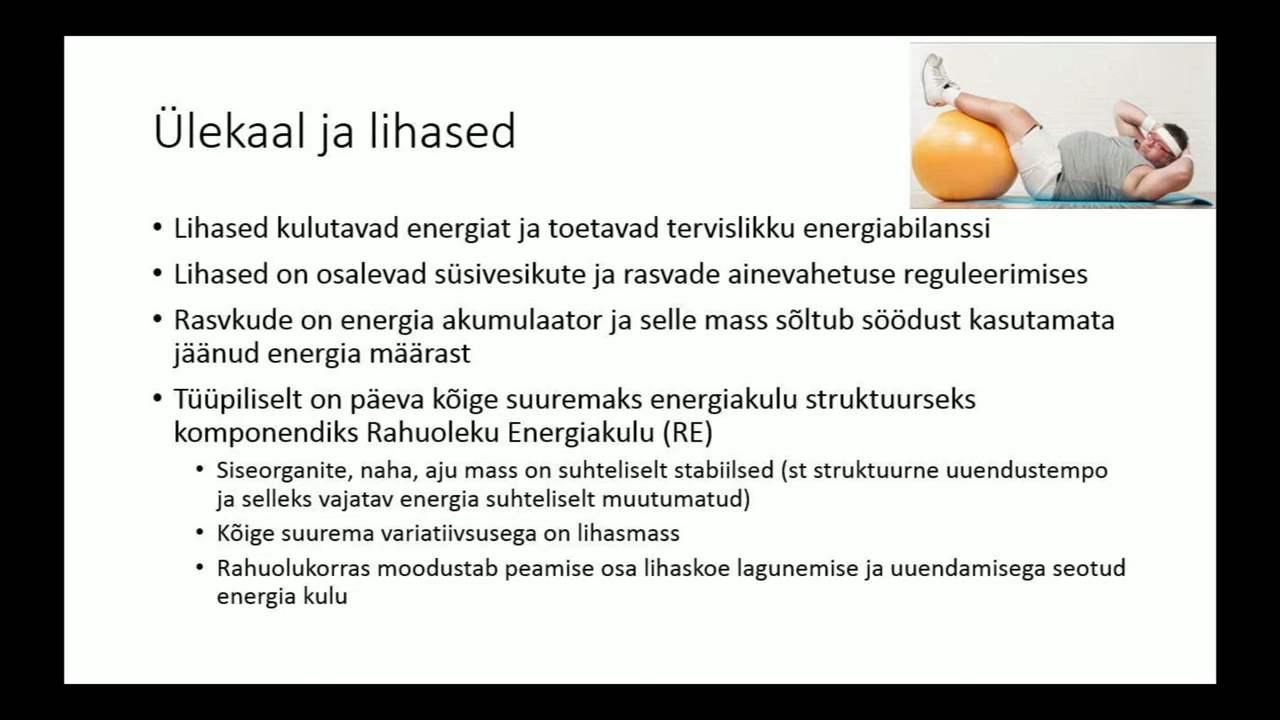 Ülekaal ja lihased
• Lihased kulutavad energiat ja toetavad tervislikku energiabilanssi
• Lihased on osalevad süsivesikute ja rasvade ainevahetuse reguleerimises
• Rasvkude on energia akumulaator ja selle mass sõltub söödust kasutamata
jäänud energia määrast
• Tüüpiliselt on päeva kõige suuremaks energiakulu struktuurseks
komponendiks Rahuoleku Energiakulu (RE)
• Siseorganite, naha, aju mass on suhteliselt stabiilsed (st struktuurne uuendustempo
ja selleks vajatav energia suhteliselt muutumatud)
• Kõige suurema variatiivsusega on lihasmass
• Rahuolukorras moodustab peamise osa lihaskoe lagunemise ja uuendamisega seotud
energia kulu